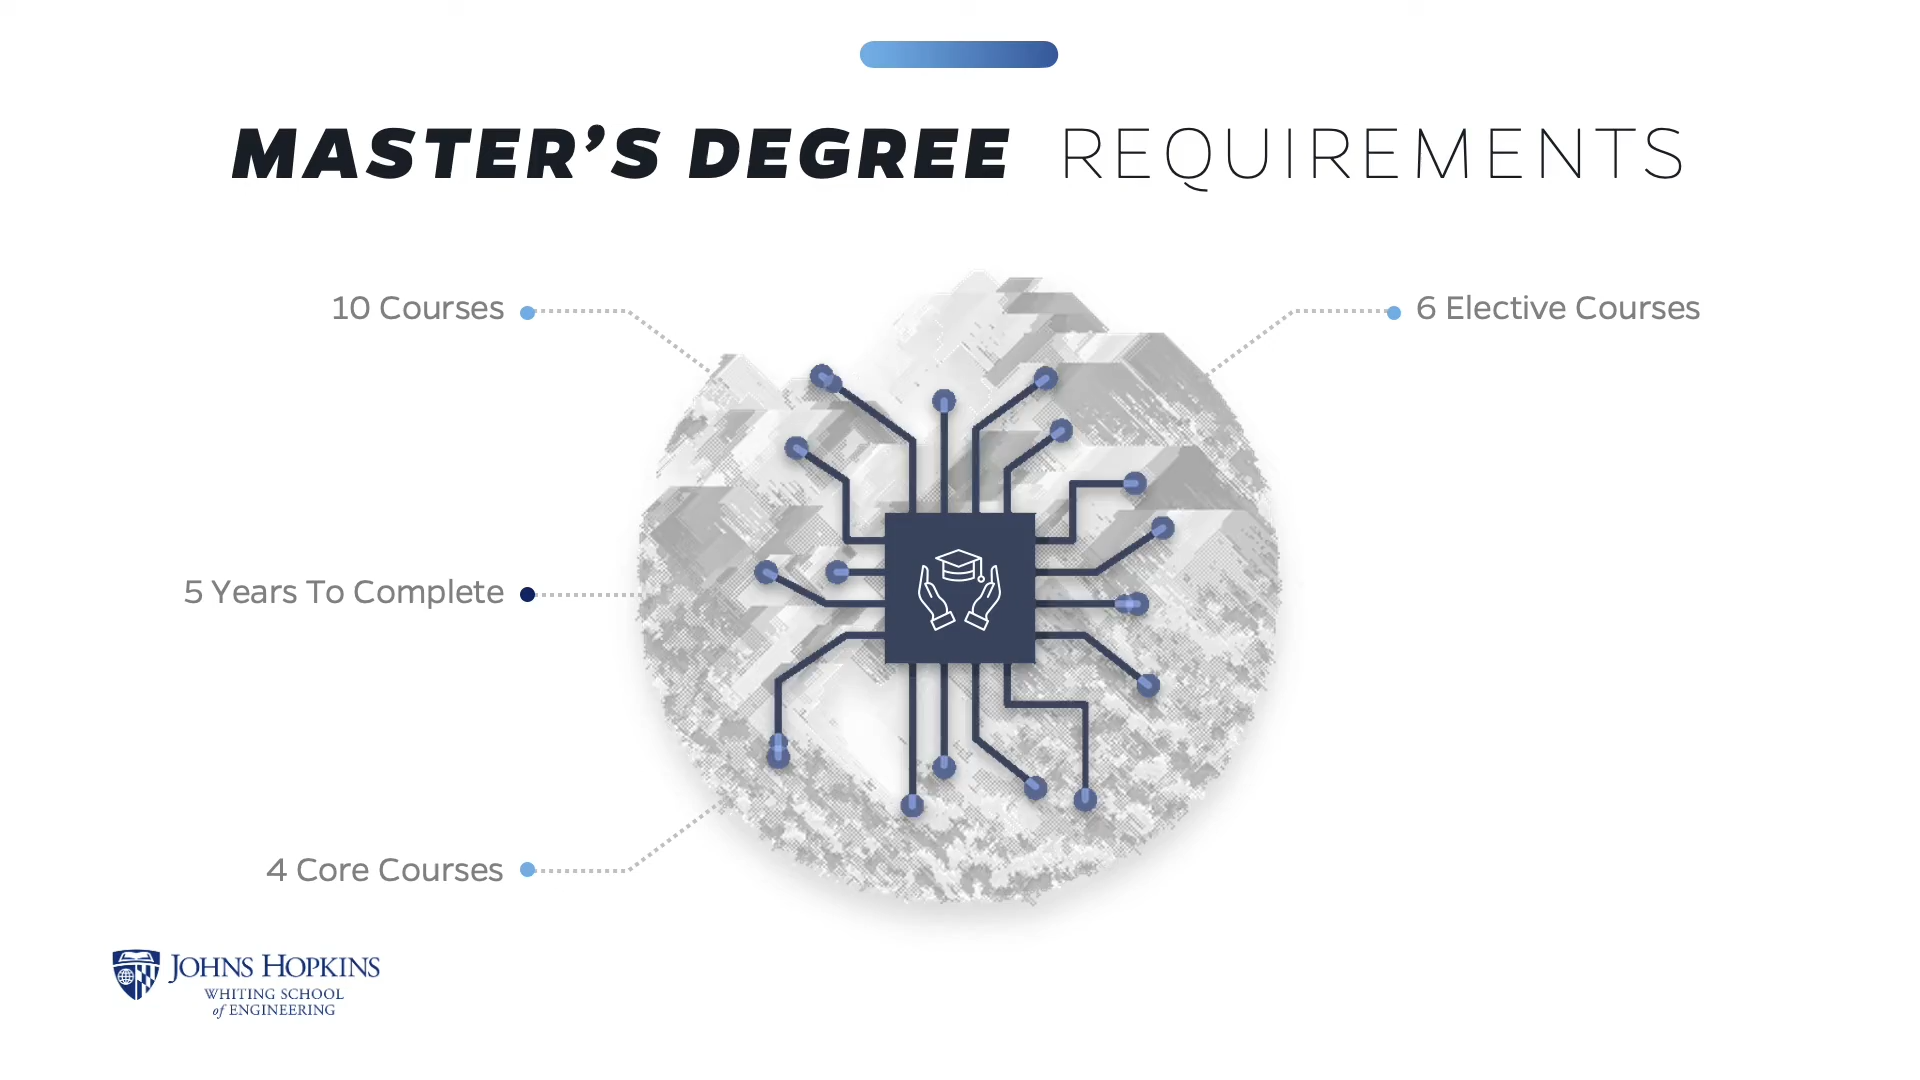 MASTER’S DEGREE REQUIREMENTS
10 Courses
5 Years To Complete
4 Core Courses
6 Elective Courses
JOHNS HOPKINS
WHITING SCHOOL
of ENGINEERING